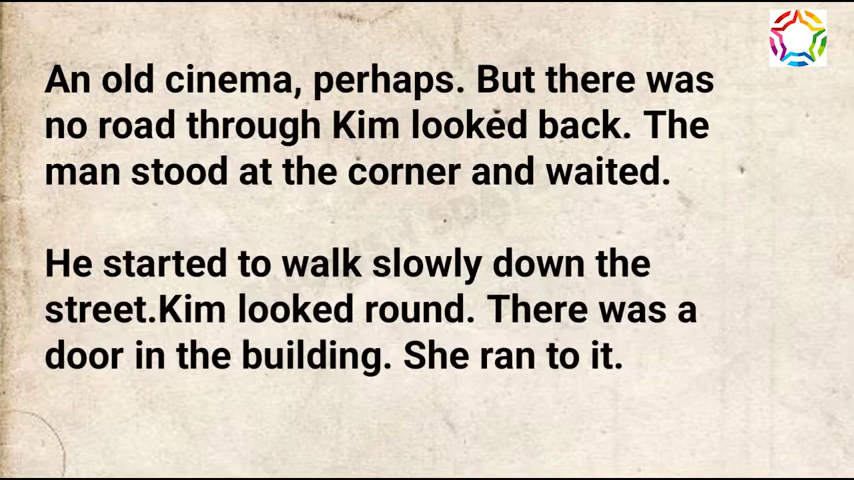 An old cinema, perhaps. But there was
no road through Kim looked back. The
man stood at the corner and waited.
He started to walk slowly down the
street.Kim looked round. There was a
door in the building. She ran to it.